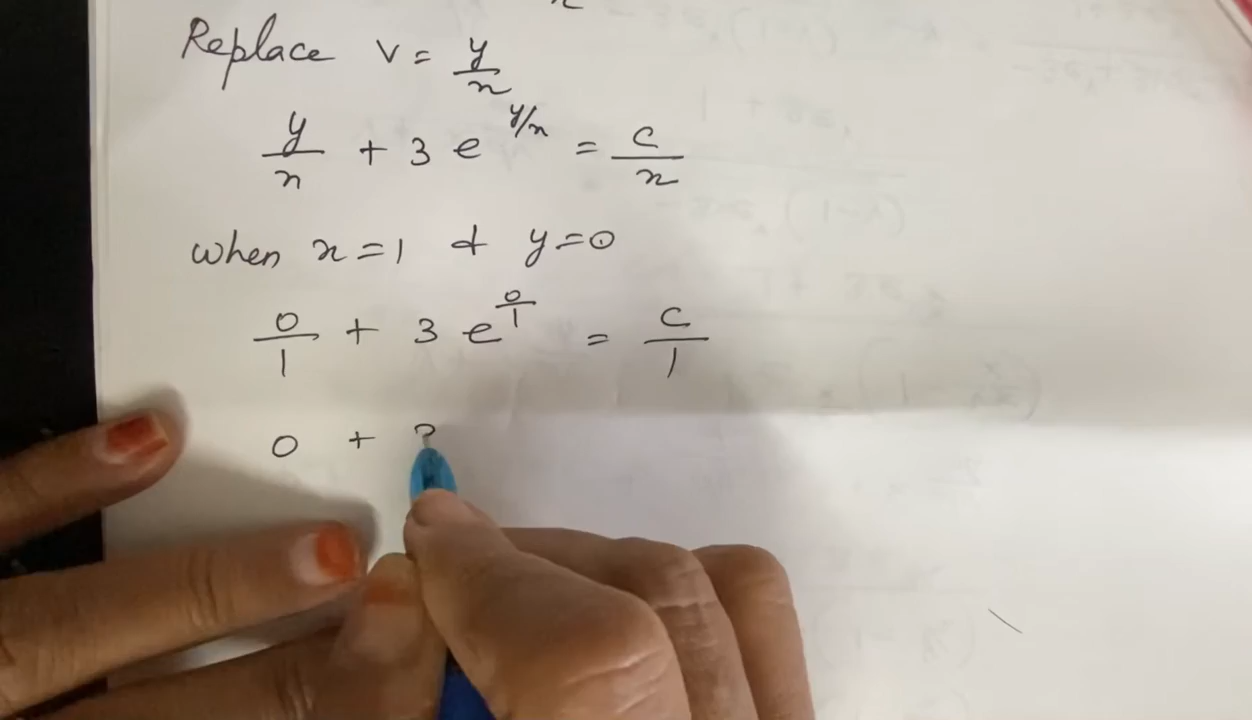 Replace v = y/x
y/x + 3 e^{y/x} = c/x
when x = 1 & y = 0
0/1 + 3 e^{0/1} = c/1
0 +